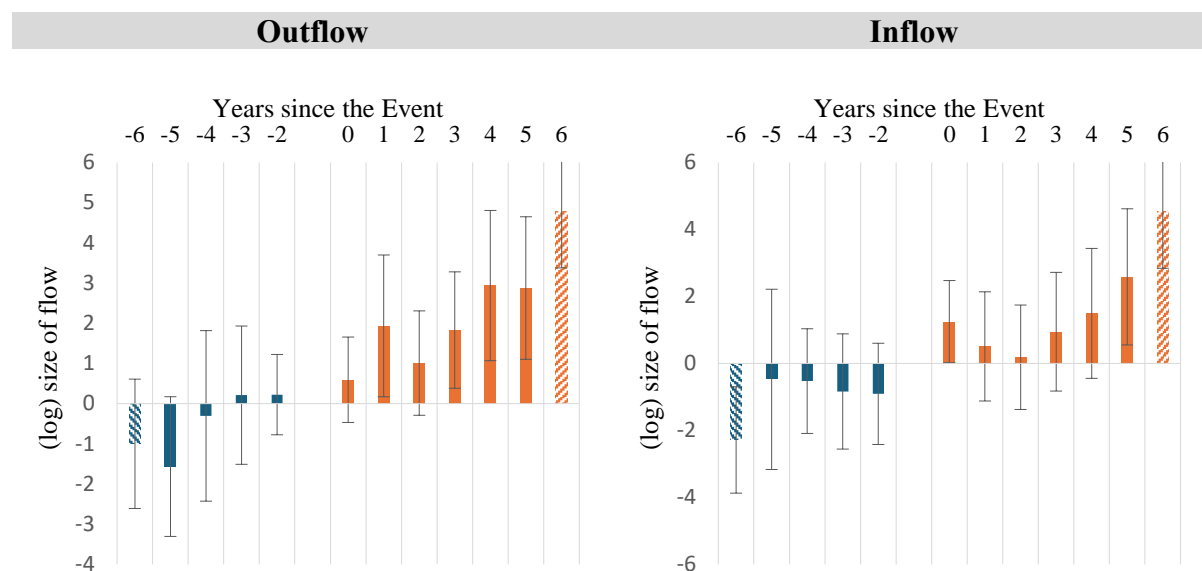 Outflow
Years since the Event
-6 -5 -4 -3 -2 0 1 2 3 4 5 6
6
5
4
3
2
1
0
-1
-2
-3
-4
(log) size of flow
Inflow
Years since the Event
-6 -5 -4 -3 -2 0 1 2 3 4 5 6
6
4
2
0
-2
-4
-6
(log) size of flow